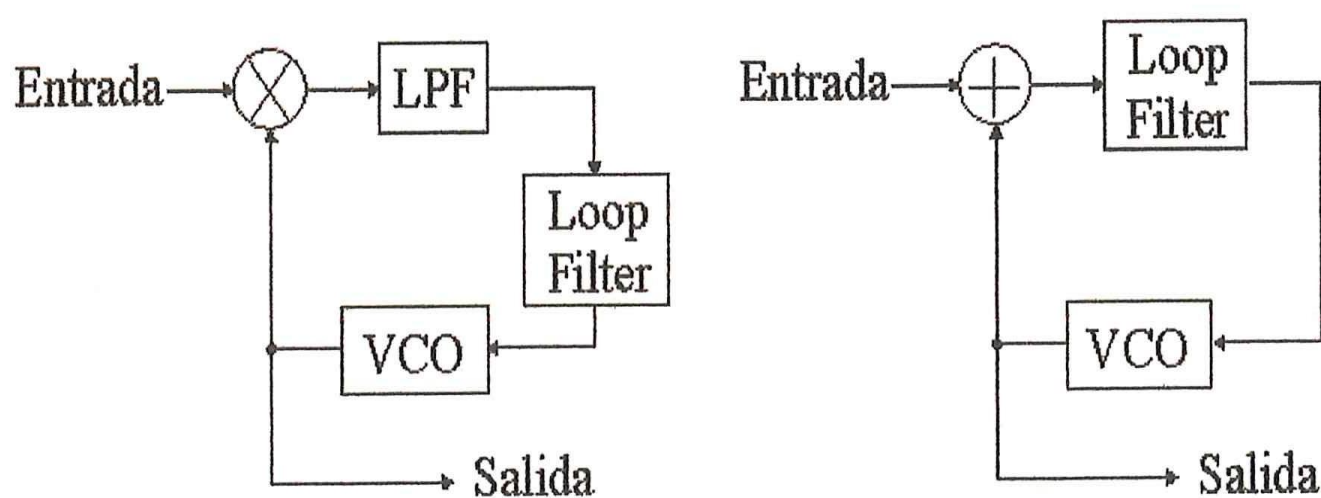 Entrada
LPF
Loop
Filter
VCO
Salida
Entrada
Loop
Filter
VCO
Salida